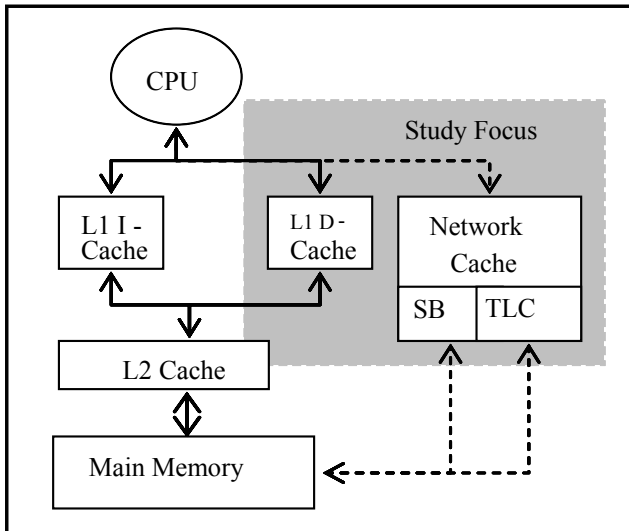 CPU
Study Focus
L1 I -
Cache
L1 D -
Cache
Network
Cache
SB
TLC
L2 Cache
Main Memory